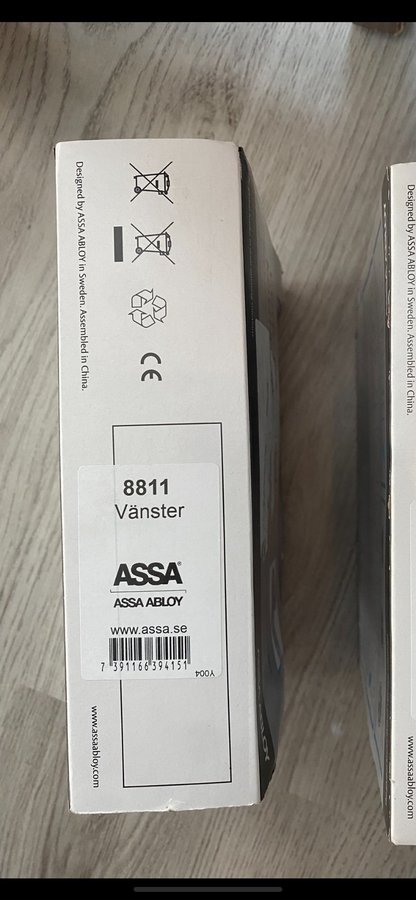 Designed by ASSA ABLOY in Sweden. Assembled in China.
CE
8811
Vänster
ASSA®
ASSA ABLOY
www.assa.se
7 391166 394151
Y004
www.assaabloy.com
Designed by ASSA ABLOY in Sweden. Assembled in China.
www.assaabloy.com